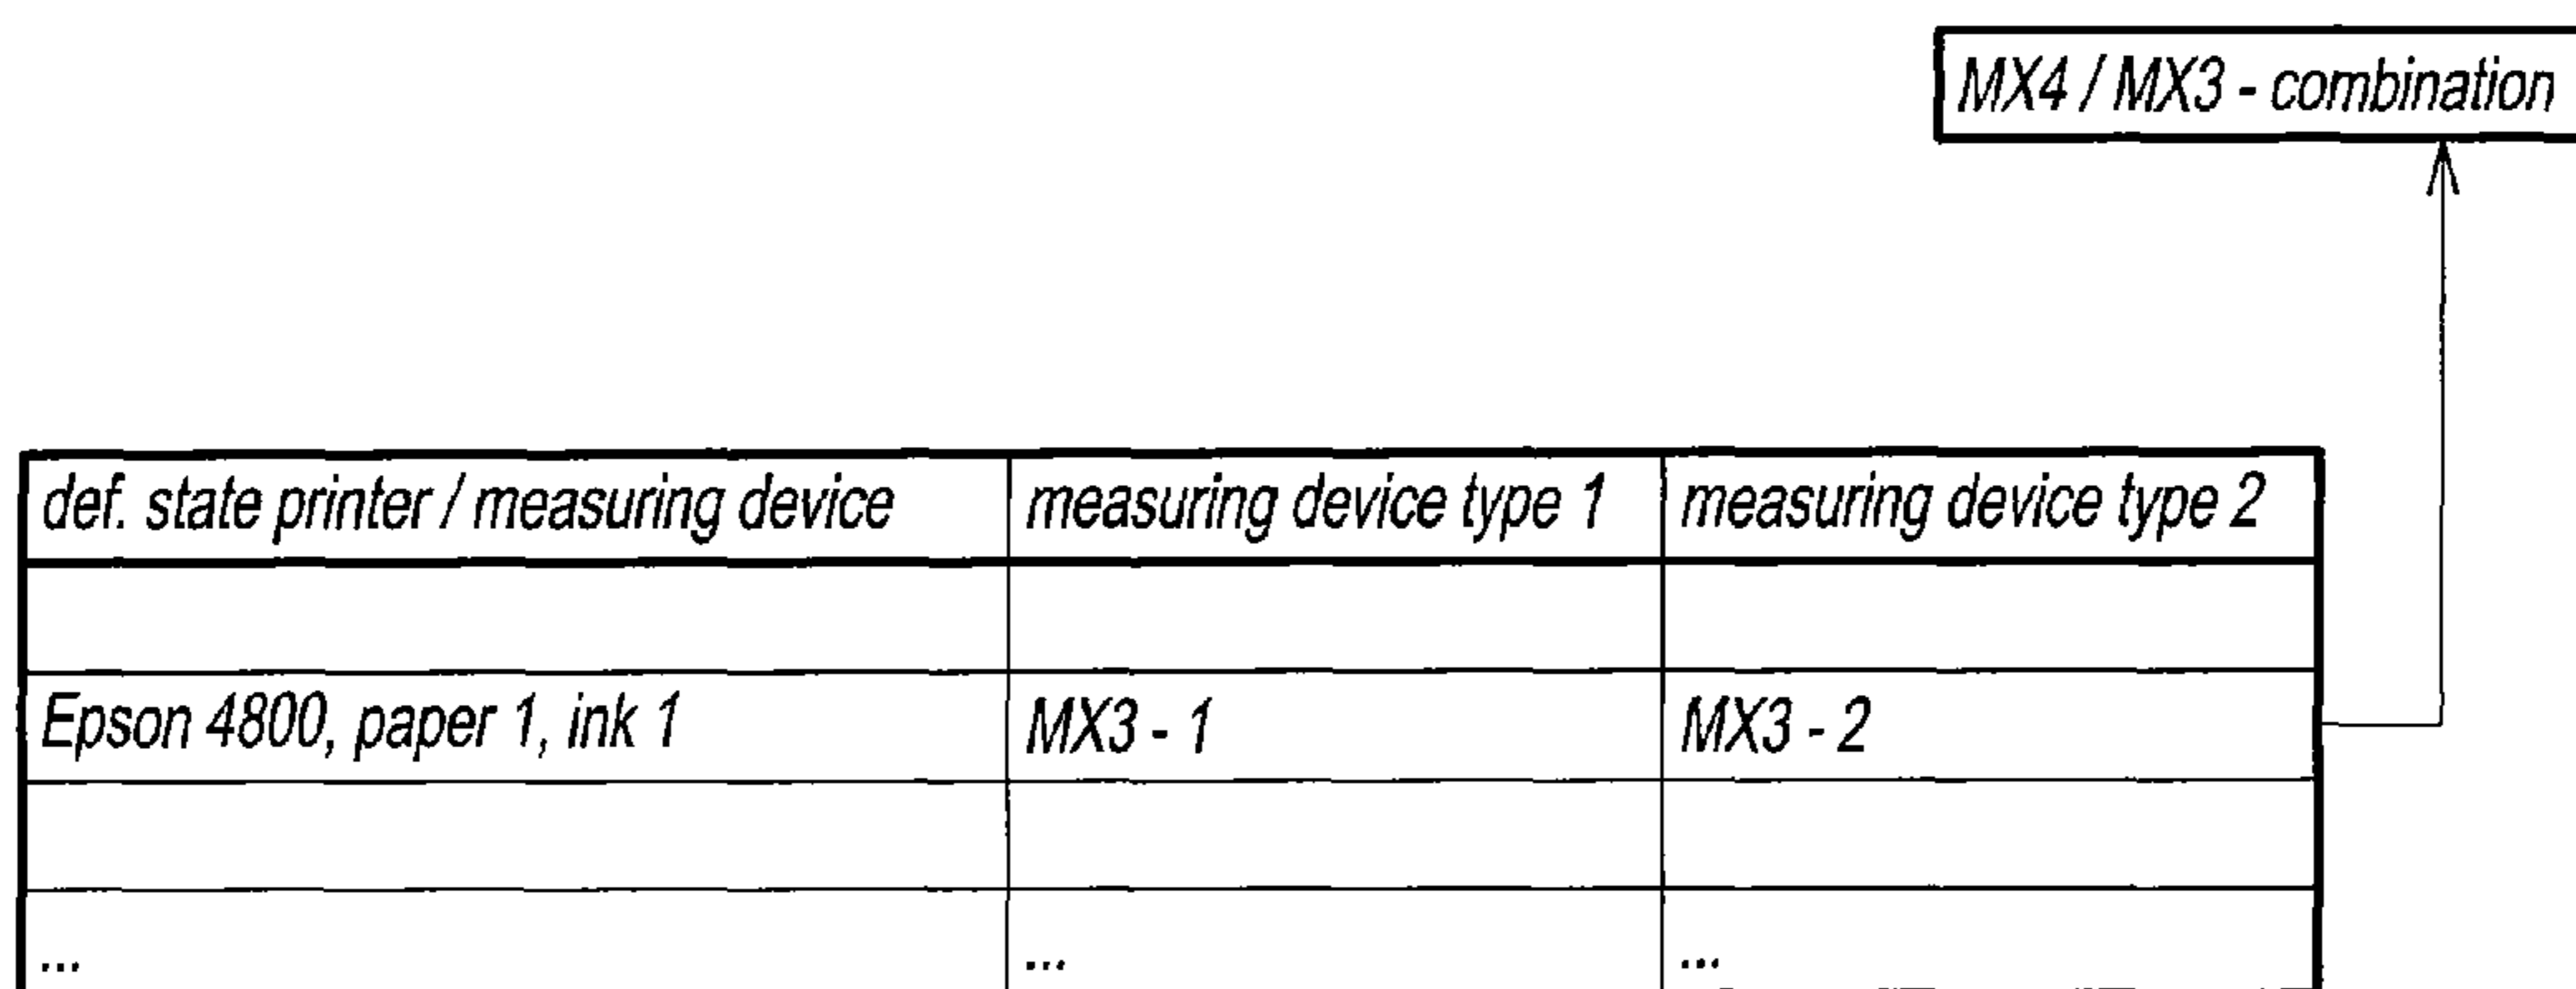 MX4 / MX3 - combination
def. state printer / measuring device measuring device type 1 measuring device type 2
Epson 4800, paper 1, ink 1 MX3 - 1 MX3 - 2
... ... ...